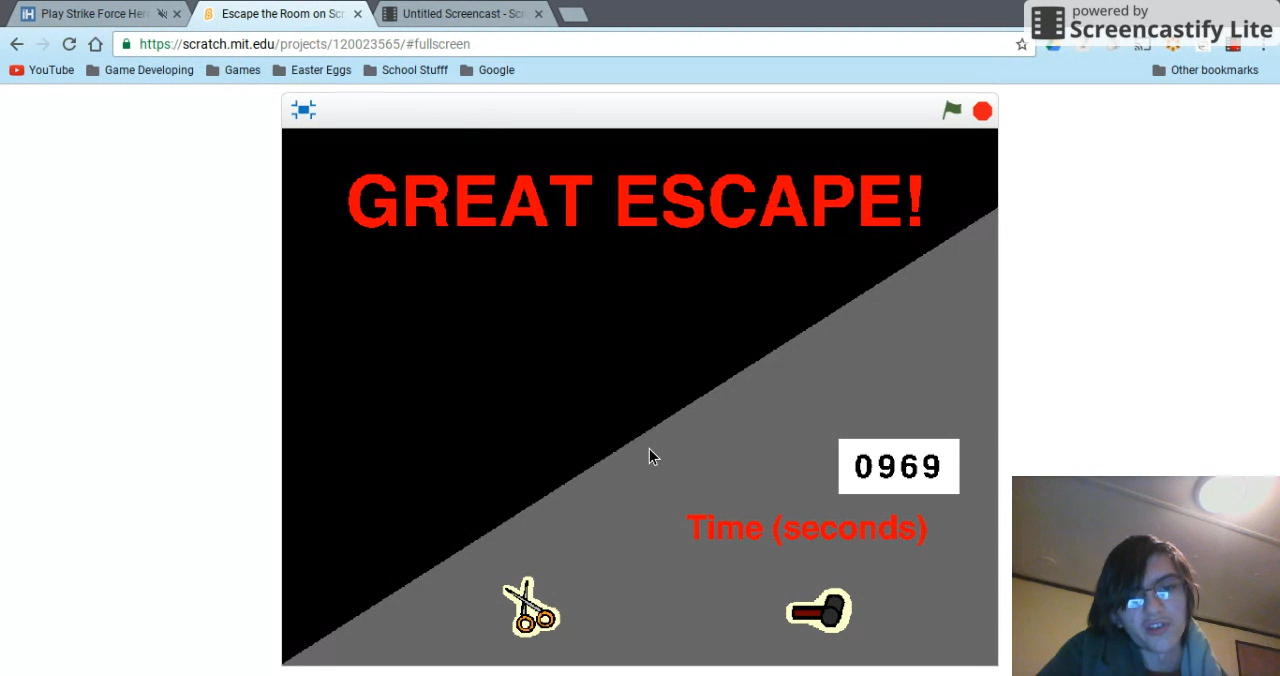 Play Strike Force Her
Escape the Room on Scr
Untitled Screencast - Scr
powered by
Screencastify Lite
https://scratch.mit.edu/projects/120023565/#fullscreen
YouTube
Game Developing
Games
Easter Eggs
School Stufff
Google
Other bookmarks
GREAT ESCAPE!
0969
Time (seconds)